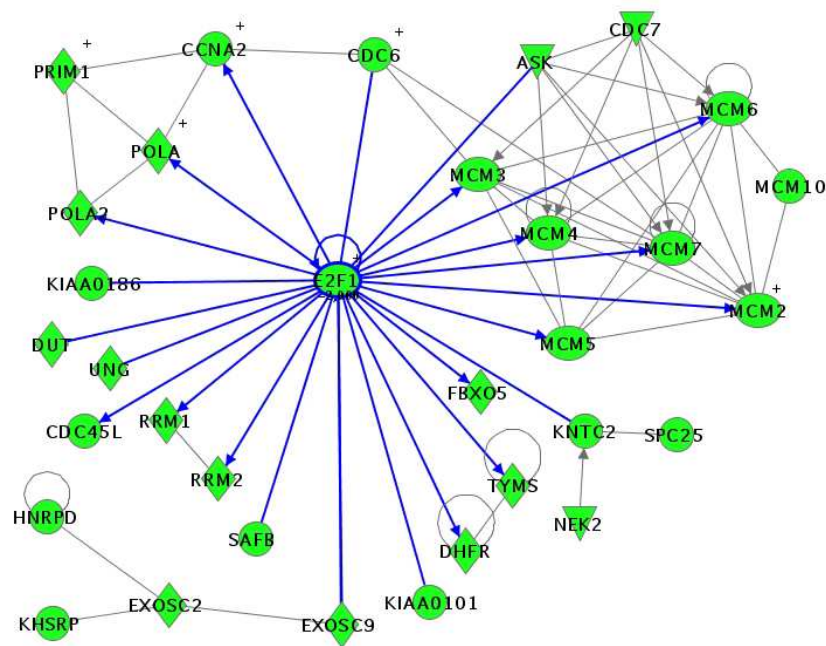 +
+
+
CDC7
PRIM1
CCNA2
CDC6
ASK
MCM6
+
POLA
MCM3
MCM10
POLA2
MCM4
MCM7
+
E2F1
KIAA0186
+
MCM2
DUT
UNG
MCM5
FBXO5
CDC45L
RRM1
KNTC2
SPC25
RRM2
TYMS
HNRPD
SAFB
NEK2
DHFR
KHSRP
EXOSC2
EXOSC9
KIAA0101